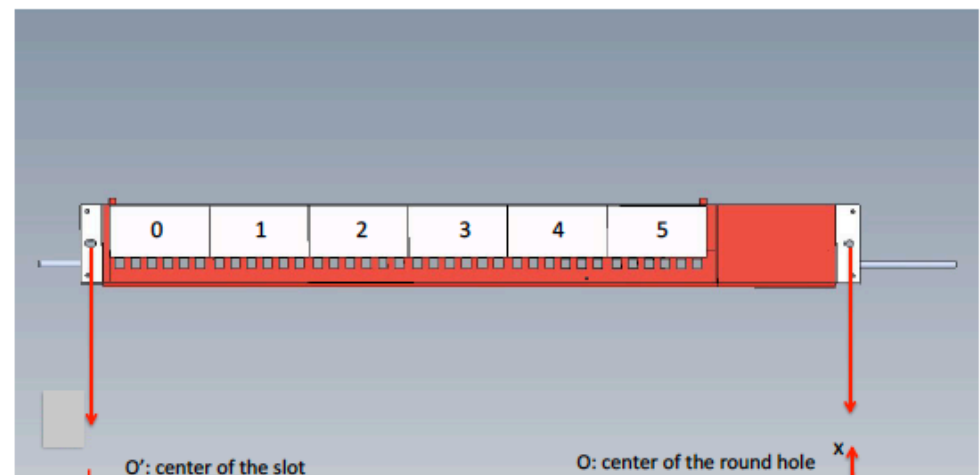 0 1 2 3 4 5
O': center of the slot
O: center of the round hole
x